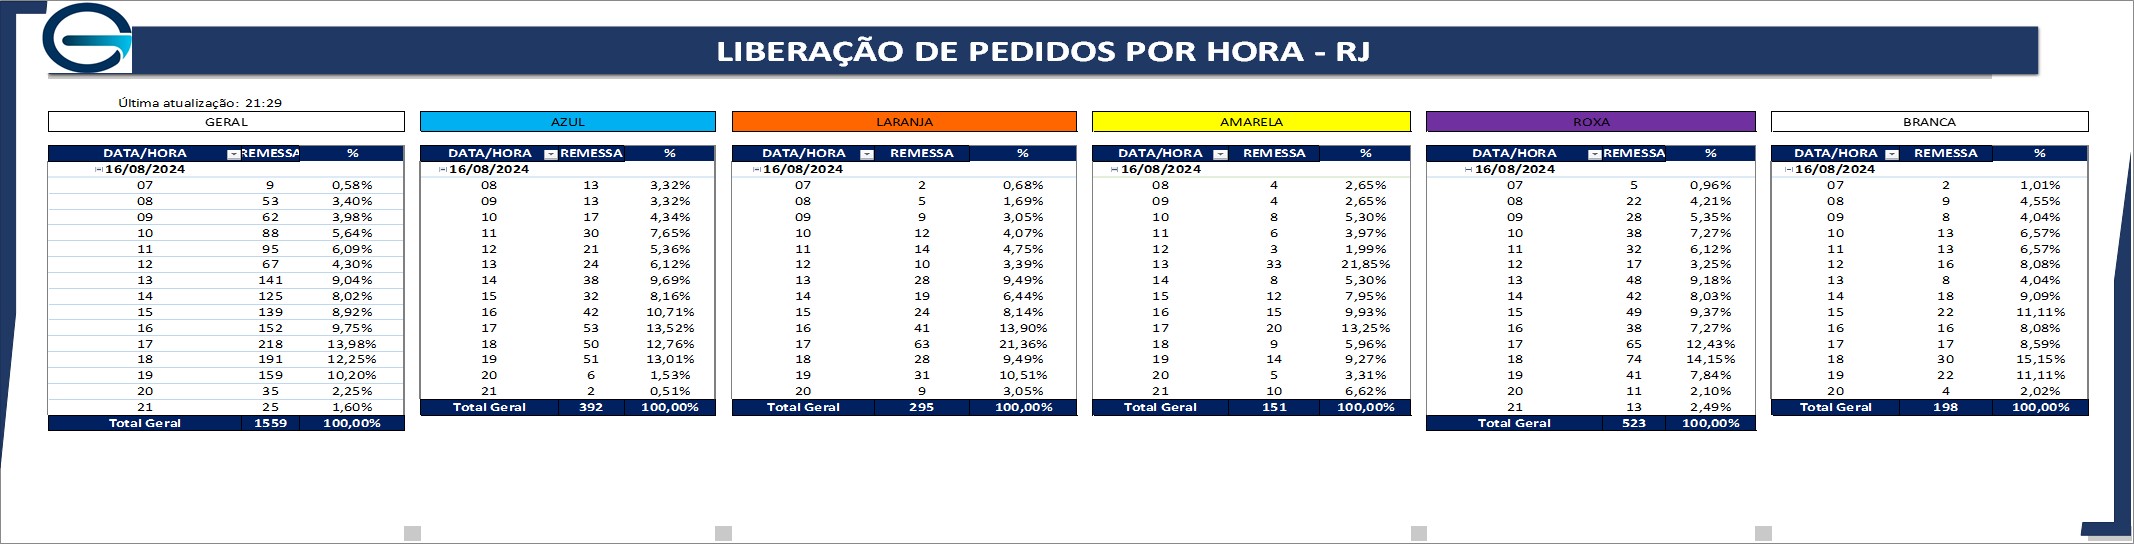 LIBERAÇÃO DE PEDIDOS POR HORA - RJ
Última atualização: 21:29
GERAL AZUL LARANJA AMARELA ROXA BRANCA
DATA/HORA REMESSA % DATA/HORA REMESSA % DATA/HORA REMESSA % DATA/HORA REMESSA % DATA/HORA REMESSA % DATA/HORA REMESSA %
16/08/2024 16/08/2024 16/08/2024 16/08/2024 16/08/2024 16/08/2024
07 9 0,58% 08 13 3,32% 07 2 0,68% 08 4 2,65% 07 5 0,96% 07 2 1,01%
08 53 3,40% 09 13 3,32% 08 5 1,69% 09 4 2,65% 08 22 4,21% 08 9 4,55%
09 62 3,98% 10 17 4,34% 09 9 3,05% 10 8 5,30% 09 28 5,35% 09 8 4,04%
10 88 5,64% 11 30 7,65% 10 12 4,07% 11 6 3,97% 10 38 7,27% 10 13 6,57%
11 95 6,09% 12 21 5,36% 11 14 4,75% 12 3 1,99% 11 32 6,12% 11 13 6,57%
12 67 4,30% 13 24 6,12% 12 10 3,39% 13 33 21,85% 12 17 3,25% 12 16 8,08%
13 141 9,04% 14 38 9,69% 13 28 9,49% 14 8 5,30% 13 48 9,18% 13 8 4,04%
14 125 8,02% 15 32 8,16% 14 19 6,44% 15 12 7,95% 14 42 8,03% 14 18 9,09%
15 139 8,92% 16 42 10,71% 15 24 8,14% 16 15 9,93% 15 49 9,37% 15 22 11,11%
16 152 9,75% 17 53 13,52% 16 41 13,90% 17 20 13,25% 16 38 7,27% 16 16 8,08%
17 218 13,98% 18 50 12,76% 17 63 21,36% 18 9 5,96% 17 65 12,43% 17 17 8,59%
18 191 12,25% 19 51 13,01% 18 28 9,49% 19 14 9,27% 18 74 14,15% 18 30 15,15%
19 159 10,20% 20 6 1,53% 19 31 10,51% 20 5 3,31% 19 41 7,84% 19 22 11,11%
20 35 2,25% 21 2 0,51% 20 9 3,05% 21 10 6,62% 20 11 2,10% 20 4 2,02%
21 25 1,60% Total Geral 392 100,00% Total Geral 295 100,00% Total Geral 151 100,00% 21 13 2,49% Total Geral 198 100,00%
Total Geral 1559 100,00% Total Geral 523 100,00%